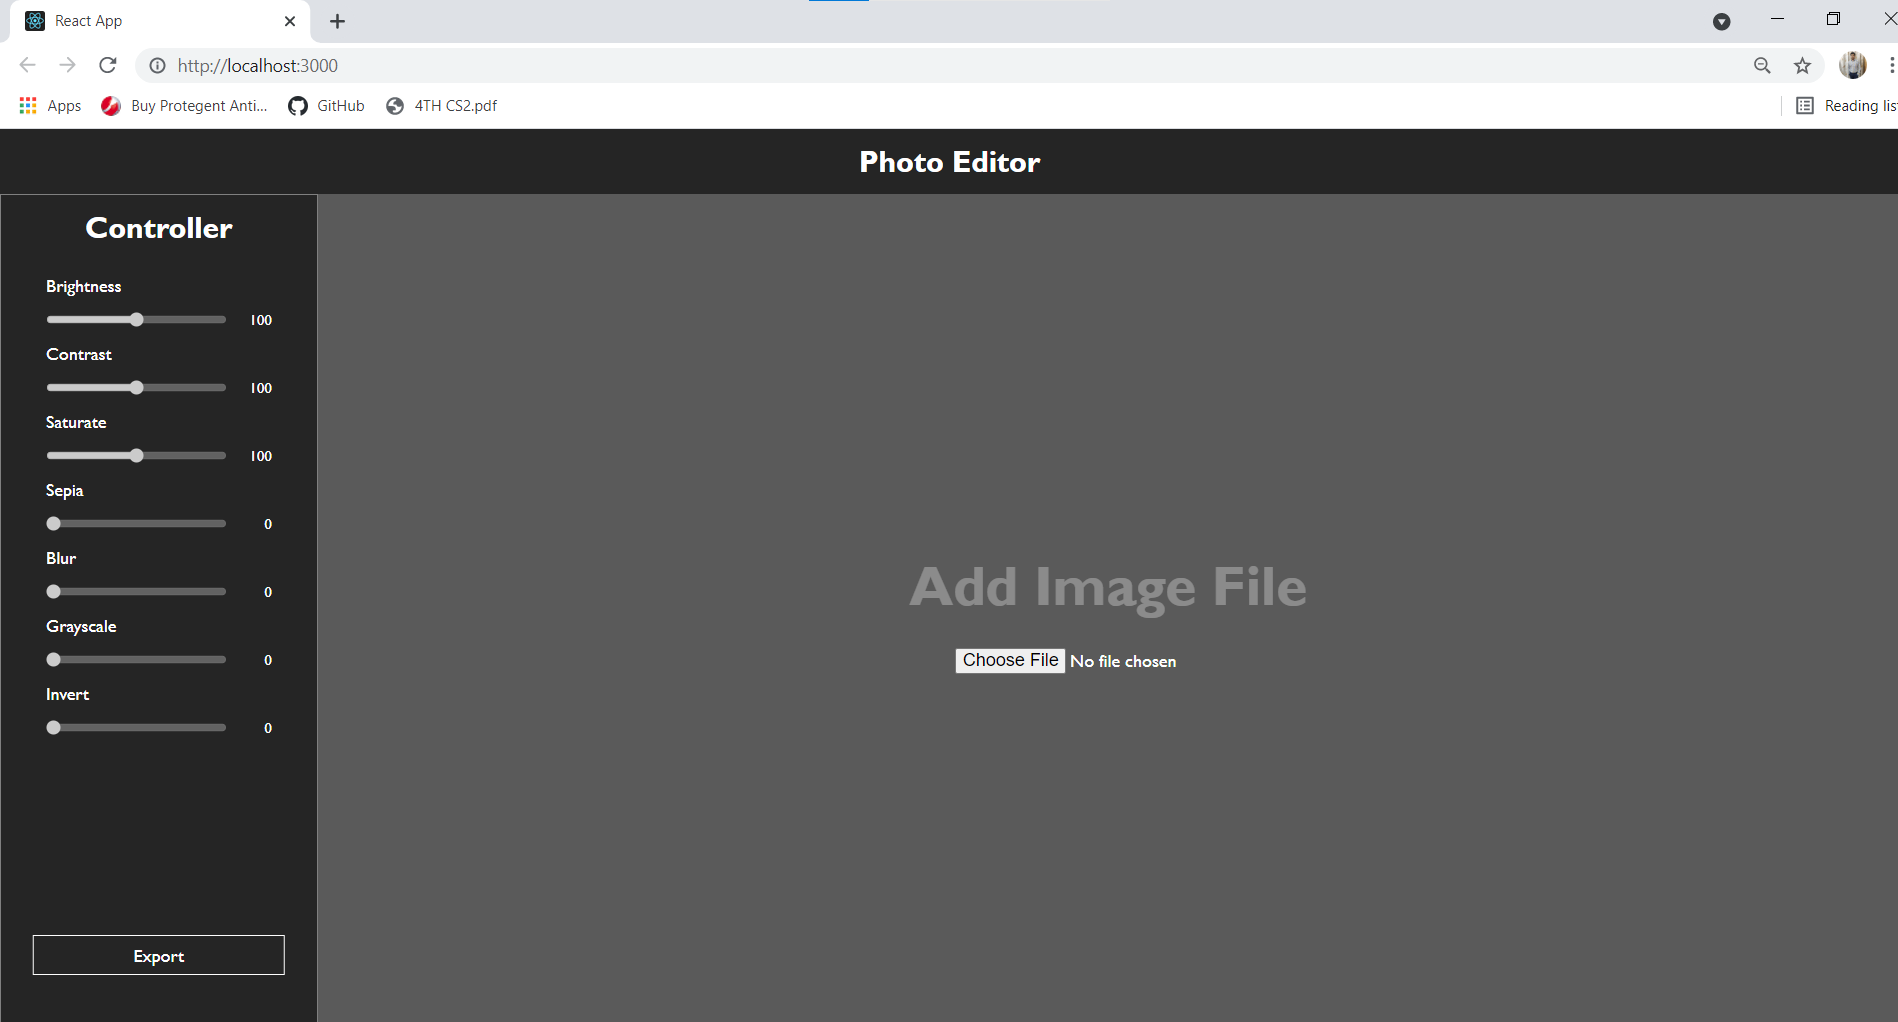 React App
http://localhost:3000
Apps Buy Protegent Anti... GitHub 4TH CS2.pdf Reading lis
Photo Editor
Controller
Brightness
100
Contrast
100
Saturate
100
Sepia
0
Blur
0
Grayscale
0
Invert
0
Export
Add Image File
Choose File No file chosen